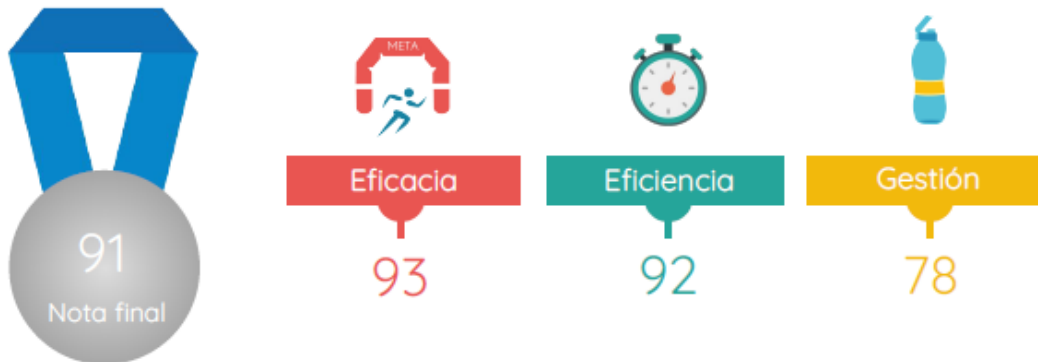 91
Nota final
META
Eficacia
93
Eficiencia
92
Gestión
78